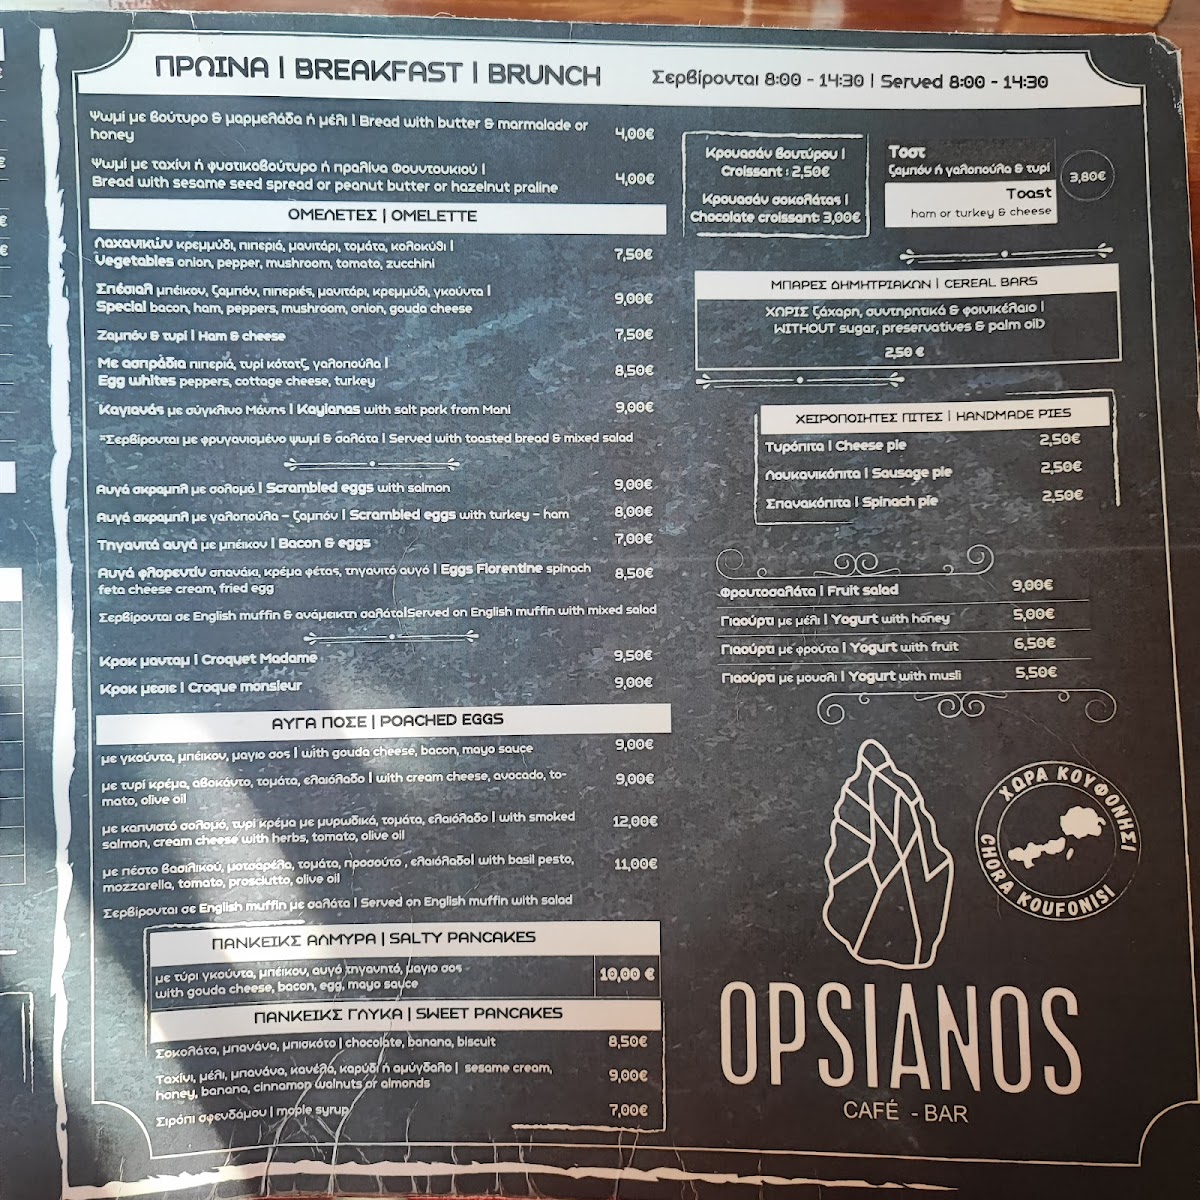 ΠΡΩΙΝΑ | BREAKFAST | BRUNCH
Σερβίρονται 8:00 - 14:30 | Served 8:00 - 14:30
Ψωμί με βούτυρο & μαρμελάδα ή μέλι | Bread with butter & marmalade or
honey 4,00€
Ψωμί με ταχίνι ή φυστικοβούτυρο ή πραλίνα Φουντουκιού |
Bread with sesame seed spread or peanut butter or hazelnut praline 4,00€
ΟΜΕΛΕΤΕΣ | OMELETTE
Λαχανικών κρεμμύδι, πιπεριά, μανιτάρι, τομάτα, κολοκύθι |
Vegetables onion, pepper, mushroom, tomato, zucchini 7,50€
Σπέσιαλ μπέικον, ζαμπόν, πιπεριές, μανιτάρι, κρεμμύδι, γκούντα |
Special bacon, ham, peppers, mushroom, onion, gouda cheese 9,00€
Ζαμπόν & τυρί | Ham & cheese 7,50€
Με ασπράδια πιπεριά, τυρί κότατζ, γαλοπούλα |
Egg whites peppers, cottage cheese, turkey 8,50€
Καγιανάς με σύγκλινο Μάνης | Kayianas with salt pork from Mani 9,00€
*Σερβίρονται με φρυγανισμένο ψωμί & σαλάτα | Served with toasted bread & mixed salad
Αυγά σκραμπλ με σολομό | Scrambled eggs with salmon 9,00€
Αυγά σκραμπλ με γαλοπούλα - ζαμπόν | Scrambled eggs with turkey - ham 8,00€
Τηγανιτά αυγά με μπέικον | Bacon & eggs 7,00€
Αυγά φλορεντίν σπανάκι, κρέμα φέτας, τηγανιτό αυγό | Eggs Florentine spinach
feta cheese cream, fried egg 8,50€
Σερβίρονται σε English muffin & ανάμεικτη σαλάτα|Served on English muffin with mixed salad
Κροκ μανταμ | Croquet Madame 9,50€
Κροκ μεσιε | Croque monsieur 9,00€
ΑΥΓΑ ΠΟΣΕ | POACHED EGGS
με γκούντα, μπέικον, μαγιο σος | with gouda cheese, bacon, mayo sauce 9,00€
με τυρί κρέμα, αβοκάντο, τομάτα, ελαιόλαδο | with cream cheese, avocado, to-
mato, olive oil 9,00€
με καπνιστό σολομό, τυρί κρέμα με μυρωδικά, τομάτα, ελαιόλαδο | with smoked
salmon, cream cheese with herbs, tomato, olive oil 12,00€
με πέστο βασιλικού, μοτσαρέλα, τομάτα, προσούτο , ελαιόλαδο| with basil pesto,
mozzarella, tomato, prosciutto, olive oil 11,00€
Σερβίρονται σε English muffin με σαλάτα | Served on English muffin with salad
ΠΑΝΚΕΙΚΣ ΑΛΜΥΡΑ | SALTY PANCAKES
με τύρι γκούντα, μπέικον, αυγό τηγανητό, μαγιο σος
with gouda cheese, bacon, egg, mayo sauce 10,00 €
ΠΑΝΚΕΙΚΣ ΓΛΥΚΑ | SWEET PANCAKES
Σοκολάτα, μπανάνα, μπισκότο | chocolate, banana, biscuit 8,50€
Ταχίνι, μέλι, μπανάνα, κανέλα, καρύδι ή αμύγδαλο | sesame cream,
honey, banana, cinnamon walnuts or almonds 9,00€
Σιρόπι σφενδάμου | mople syrup 7,00€
Κρουασάν βουτύρου |
Croissant : 2,50€
Κρουασάν σοκολάτας |
Chocolate croissant: 3,00€
Τοστ
ζαμπόν ή γαλοπούλα & τυρί
Toast
ham or turkey & cheese
3,80€
ΜΠΑΡΕΣ ΔΗΜΗΤΡΙΑΚΩΝ | CEREAL BARS
ΧΩΡΙΣ ζάχαρη, συντηρητικά & φοινικέλαιο |
WITHOUT sugar, preservatives & palm oilD
2,50 €
ΧΕΙΡΟΠΟΙΗΤΕΣ ΠΙΤΕΣ | HANDMADE PIES
Τυρόπιτα | Cheese pie 2,50€
Λουκανικόπιτα | Sausage pie 2,50€
Σπανακόπιτα | Spinach pie 2,50€
Φρουτοσαλάτα | Fruit salad 9,00€
Γιαούρτι με μέλι | Yogurt with honey 5,00€
Γιαούρτι με φρούτα | Yogurt with fruit 6,50€
Γιαούρτι με μουσλι | Yogurt with musli 5,50€
ΧΩΡΑ ΚΟΥΦΟΝΗΣΙ
CHORA KOUFONISI
OPSIANOS
CAFÉ - BAR